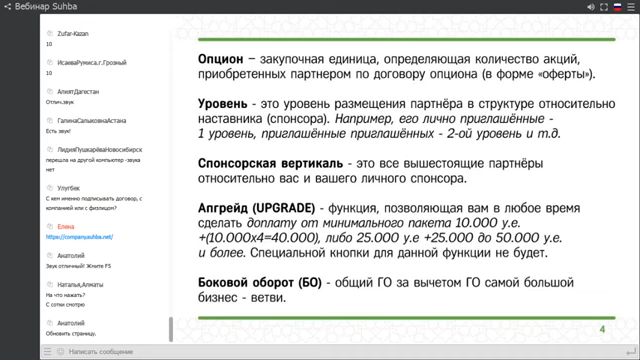 Вебинар Suhba
Zufar-Kazan
10
ИсаеваРумиса,г.Грозный
10
АлиятДагестан
Отлич.звук
ГалинаСальковнаАстана
Есть звук!
ЛидияПушкарёваНовосибирск
перешла на другой компьютер -звука
нет
Улугбек
С кем именно подписывать договор, с
компанией или с физлицом?
Елена
https://company.suhba.net/
Анатолий
Звук отличный! Жмите F5
Наталья,Алматы
На что нажать?
С сотки смотрю
Анатолий
Обновить страницу.
Написать сообщение
Опцион – закупочная единица, определяющая количество акций,
приобретенных партнером по договору опциона (в форме «оферты»).
Уровень - это уровень размещения партнёра в структуре относительно
наставника (спонсора). Например, его лично приглашённые -
1 уровень, приглашённые приглашённых - 2-ой уровень и т.д.
Спонсорская вертикаль - это все вышестоящие партнёры
относительно вас и вашего личного спонсора.
Апгрейд (UPGRADE) - функция, позволяющая вам в любое время
сделать доплату от минимального пакета 10.000 у.е.
+(10.000х4=40.000), либо 25.000 у.е +25.000 до 50.000 у.е.
и более. Специальной кнопки для данной функции не будет.
Боковой оборот (БО) - общий ГО за вычетом ГО самой большой
бизнес - ветви.
4